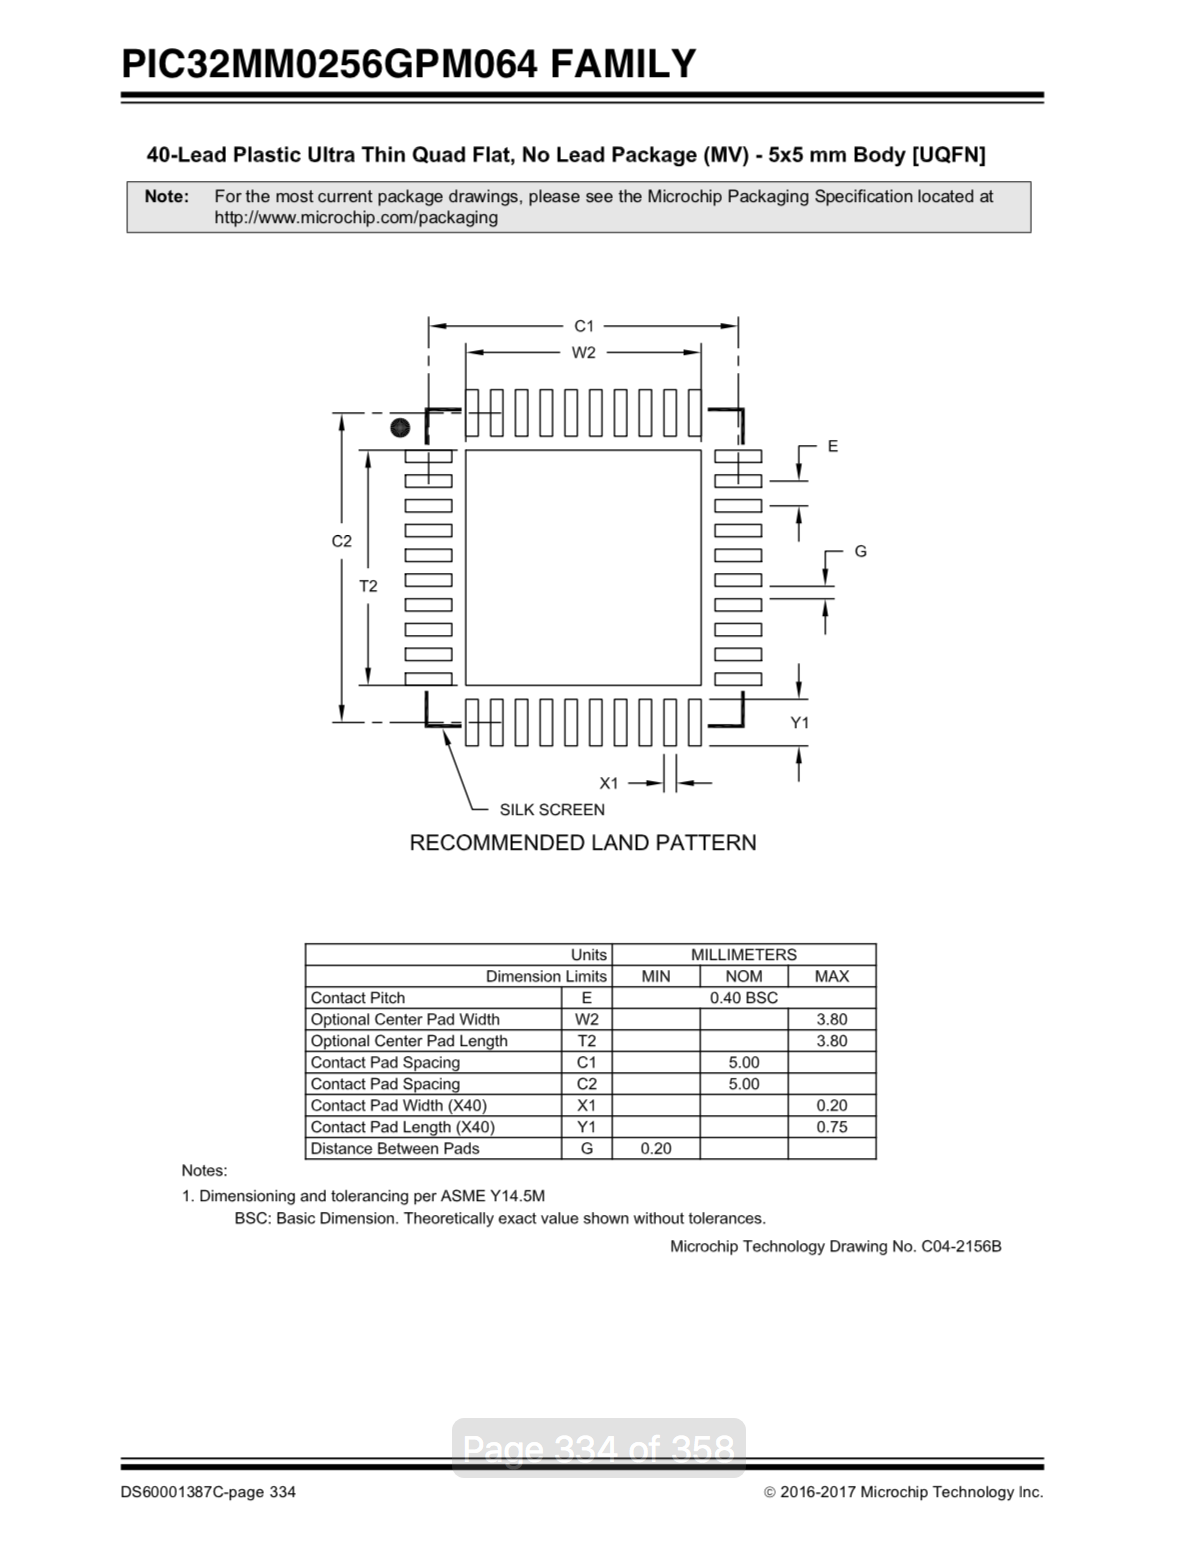 PIC32MM0256GPM064 FAMILY
40-Lead Plastic Ultra Thin Quad Flat, No Lead Package (MV) - 5x5 mm Body [UQFN]
Note: For the most current package drawings, please see the Microchip Packaging Specification located at
http://www.microchip.com/packaging
C1
W2
E
C2
G
T2
Y1
X1
SILK SCREEN
RECOMMENDED LAND PATTERN
Units MILLIMETERS
Dimension Limits MIN NOM MAX
Contact Pitch E 0.40 BSC
Optional Center Pad Width W2 3.80
Optional Center Pad Length T2 3.80
Contact Pad Spacing C1 5.00
Contact Pad Spacing C2 5.00
Contact Pad Width (X40) X1 0.20
Contact Pad Length (X40) Y1 0.75
Distance Between Pads G 0.20
Notes:
1. Dimensioning and tolerancing per ASME Y14.5M
BSC: Basic Dimension. Theoretically exact value shown without tolerances.
Microchip Technology Drawing No. C04-2156B
Page 334 of 358
DS60001387C-page 334 © 2016-2017 Microchip Technology Inc.